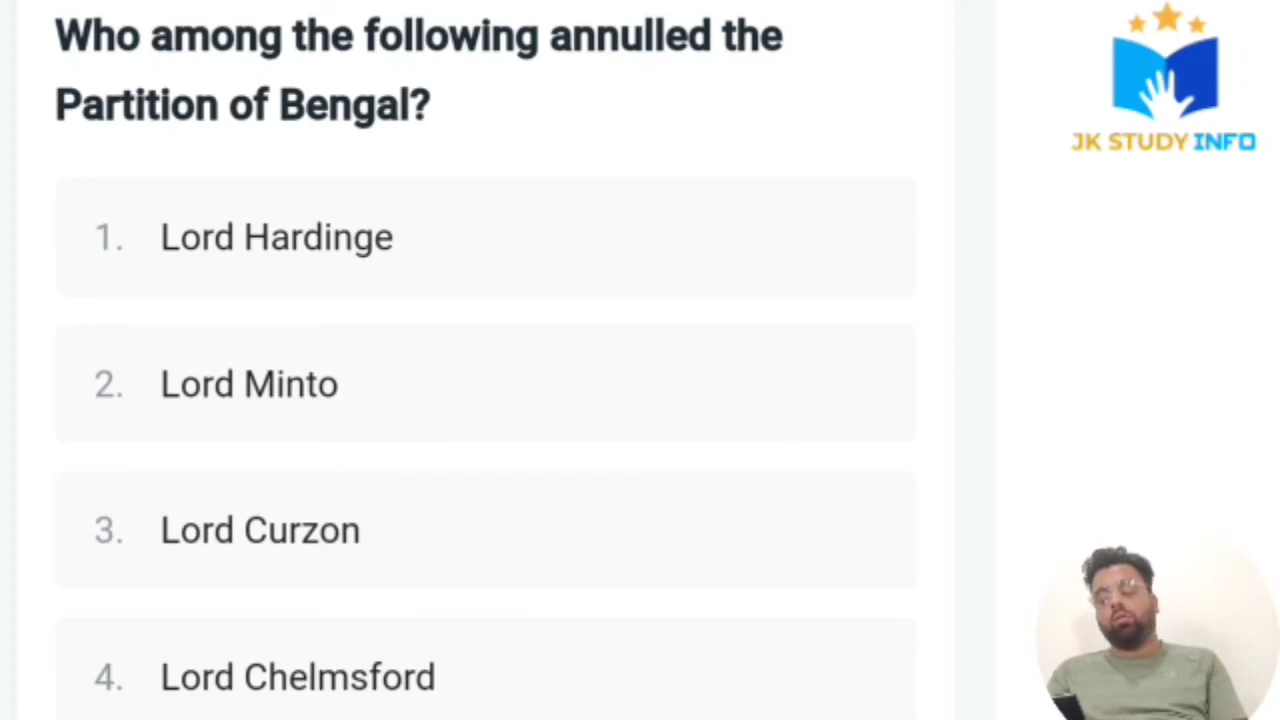 Who among the following annulled the
Partition of Bengal?
1. Lord Hardinge
2. Lord Minto
3. Lord Curzon
4. Lord Chelmsford
JK STUDY INFO